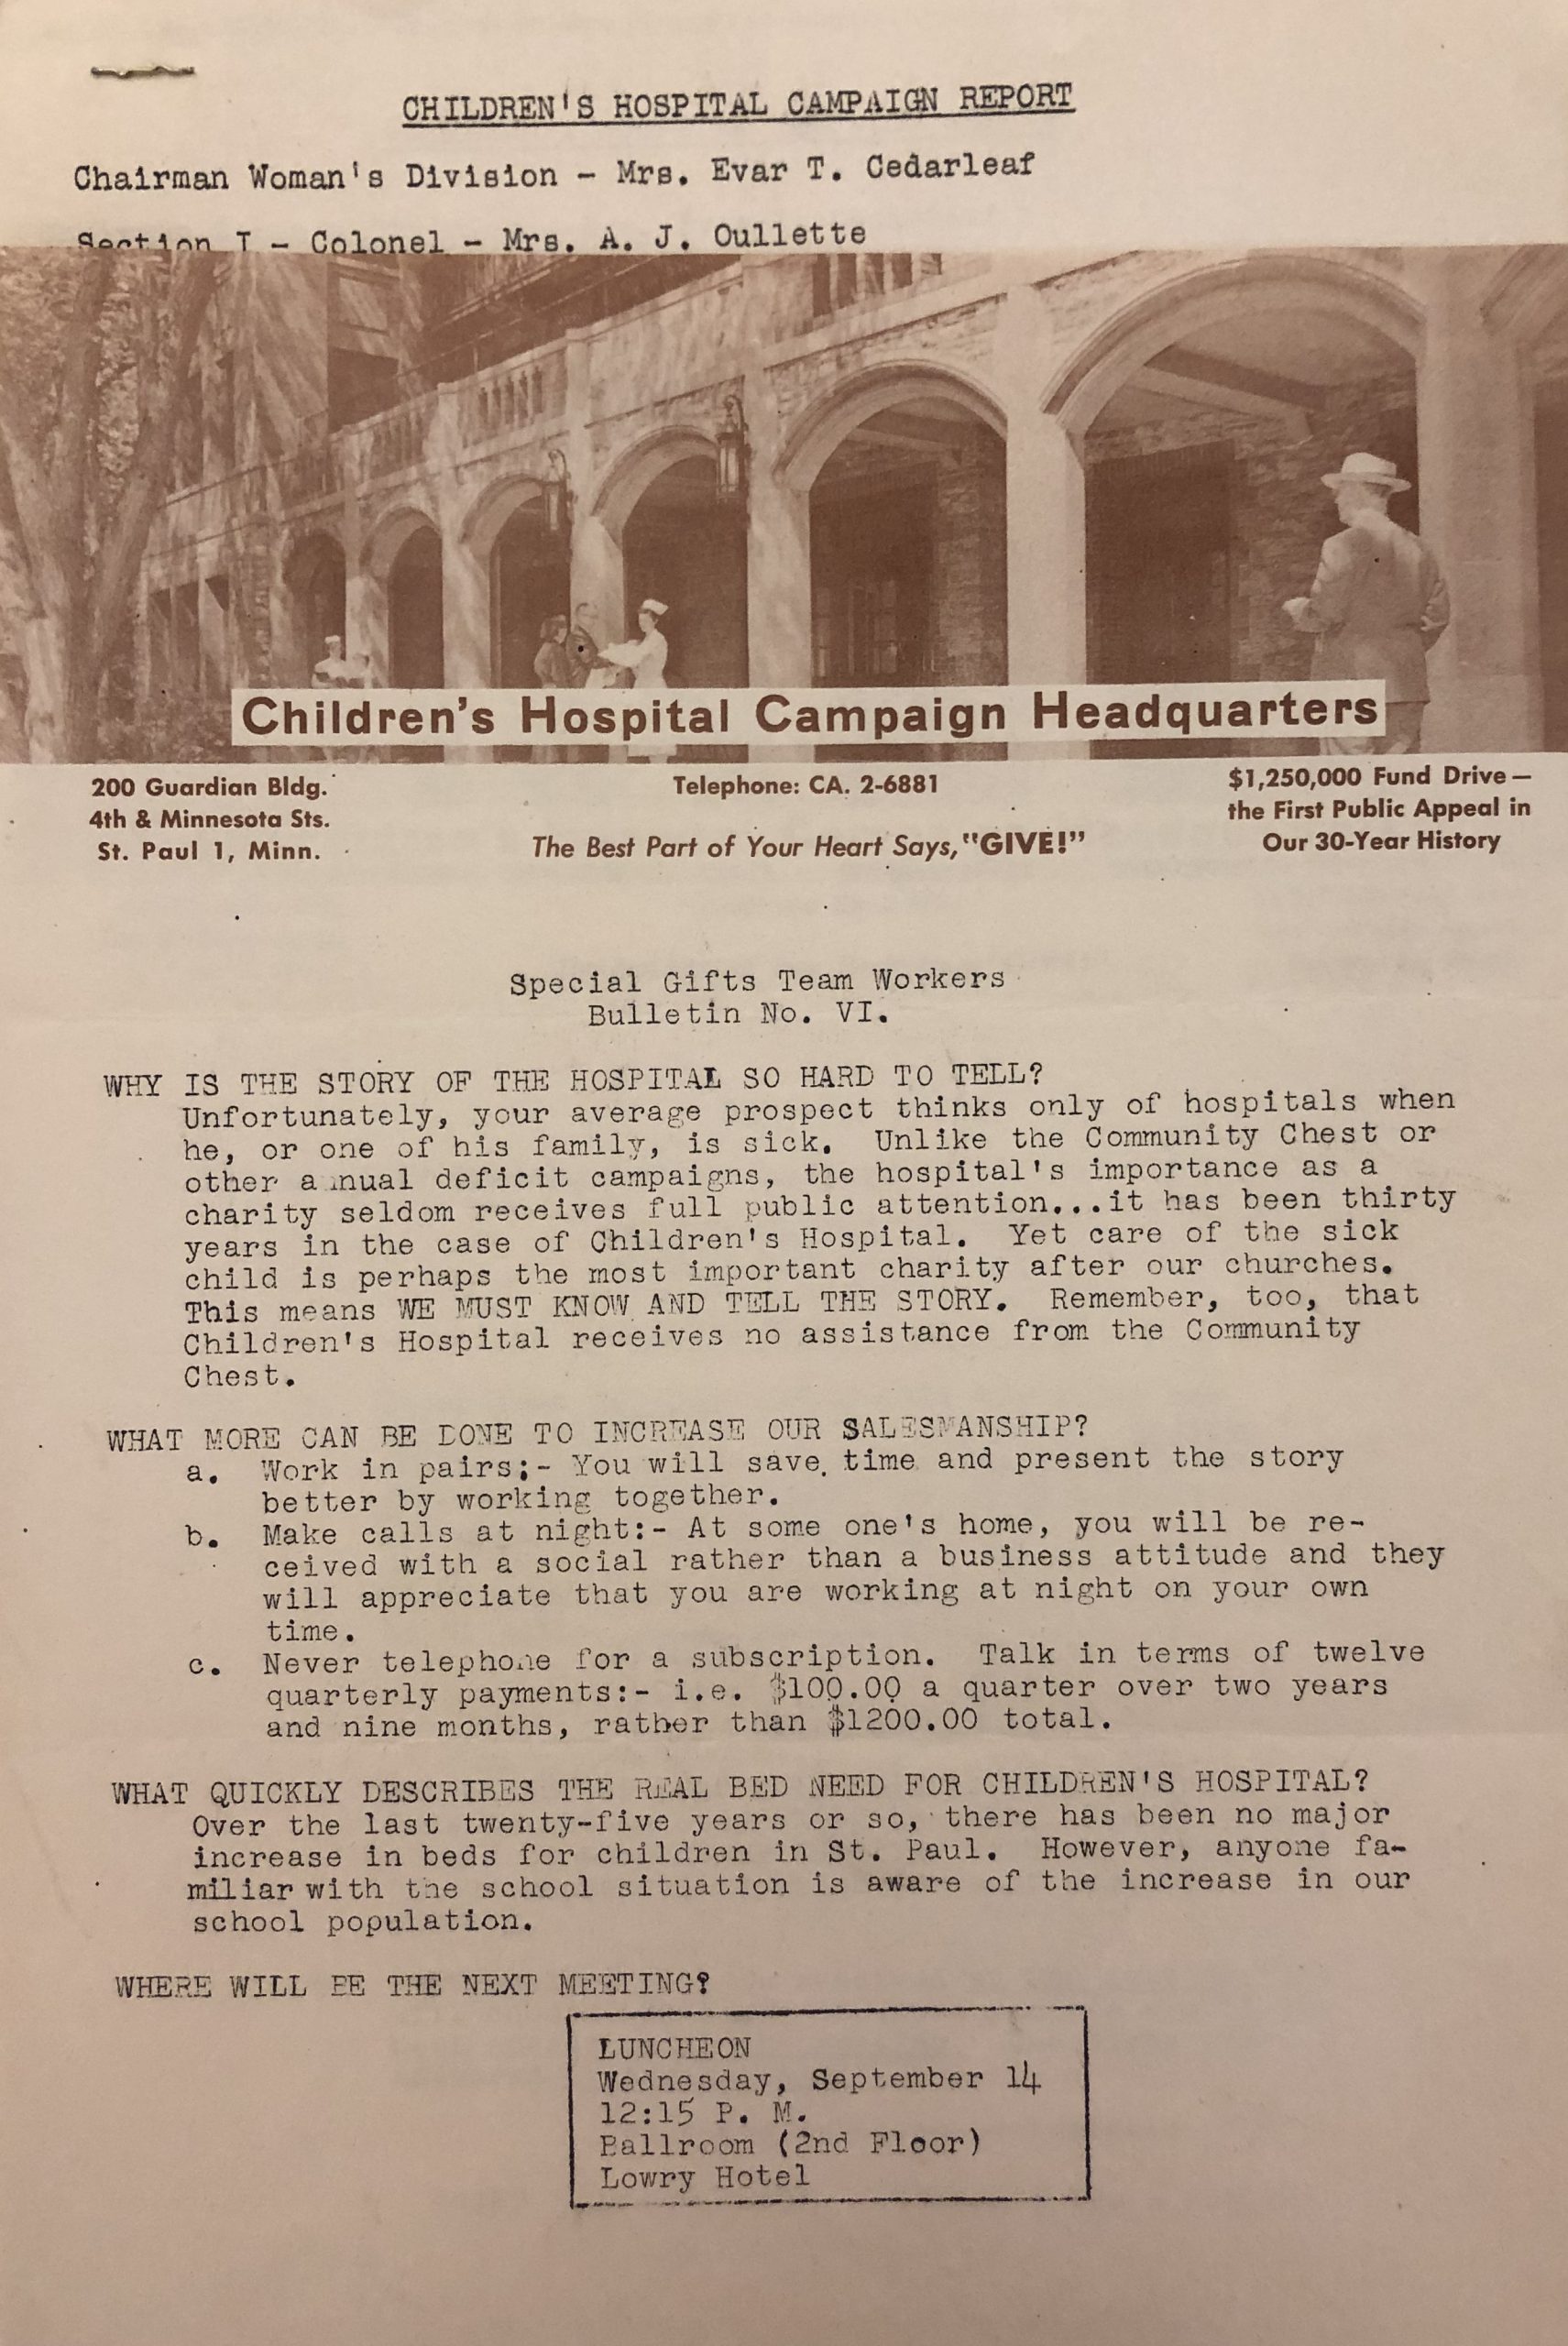 CHILDREN'S HOSPITAL CAMPAIGN REPORT
Chairman Woman's Division - Mrs. Evar T. Cedarleaf
Section I - Colonel - Mrs. A. J. Oullette
Children's Hospital Campaign Headquarters
200 Guardian Bldg.
4th & Minnesota Sts.
St. Paul 1, Minn.
Telephone: CA. 2-6881
The Best Part of Your Heart Says, "GIVE!"
$1,250,000 Fund Drive—
the First Public Appeal in
Our 30-Year History
Special Gifts Team Workers
Bulletin No. VI.
WHY IS THE STORY OF THE HOSPITAL SO HARD TO TELL?
Unfortunately, your average prospect thinks only of hospitals when
he, or one of his family, is sick. Unlike the Community Chest or
other annual deficit campaigns, the hospital's importance as a
charity seldom receives full public attention...it has been thirty
years in the case of Children's Hospital. Yet care of the sick
child is perhaps the most important charity after our churches.
This means WE MUST KNOW AND TELL THE STORY. Remember, too, that
Children's Hospital receives no assistance from the Community
Chest.
WHAT MORE CAN BE DONE TO INCREASE OUR SALESMANSHIP?
a. Work in pairs:- You will save time and present the story
better by working together.
b. Make calls at night:- At some one's home, you will be re-
ceived with a social rather than a business attitude and they
will appreciate that you are working at night on your own
time.
c. Never telephone for a subscription. Talk in terms of twelve
quarterly payments:- i.e. $100.00 a quarter over two years
and nine months, rather than $1200.00 total.
WHAT QUICKLY DESCRIBES THE REAL BED NEED FOR CHILDREN'S HOSPITAL?
Over the last twenty-five years or so, there has been no major
increase in beds for children in St. Paul. However, anyone fa-
miliar with the school situation is aware of the increase in our
school population.
WHERE WILL BE THE NEXT MEETING?
LUNCHEON
Wednesday, September 14
12:15 P. M.
Ballroom (2nd Floor)
Lowry Hotel